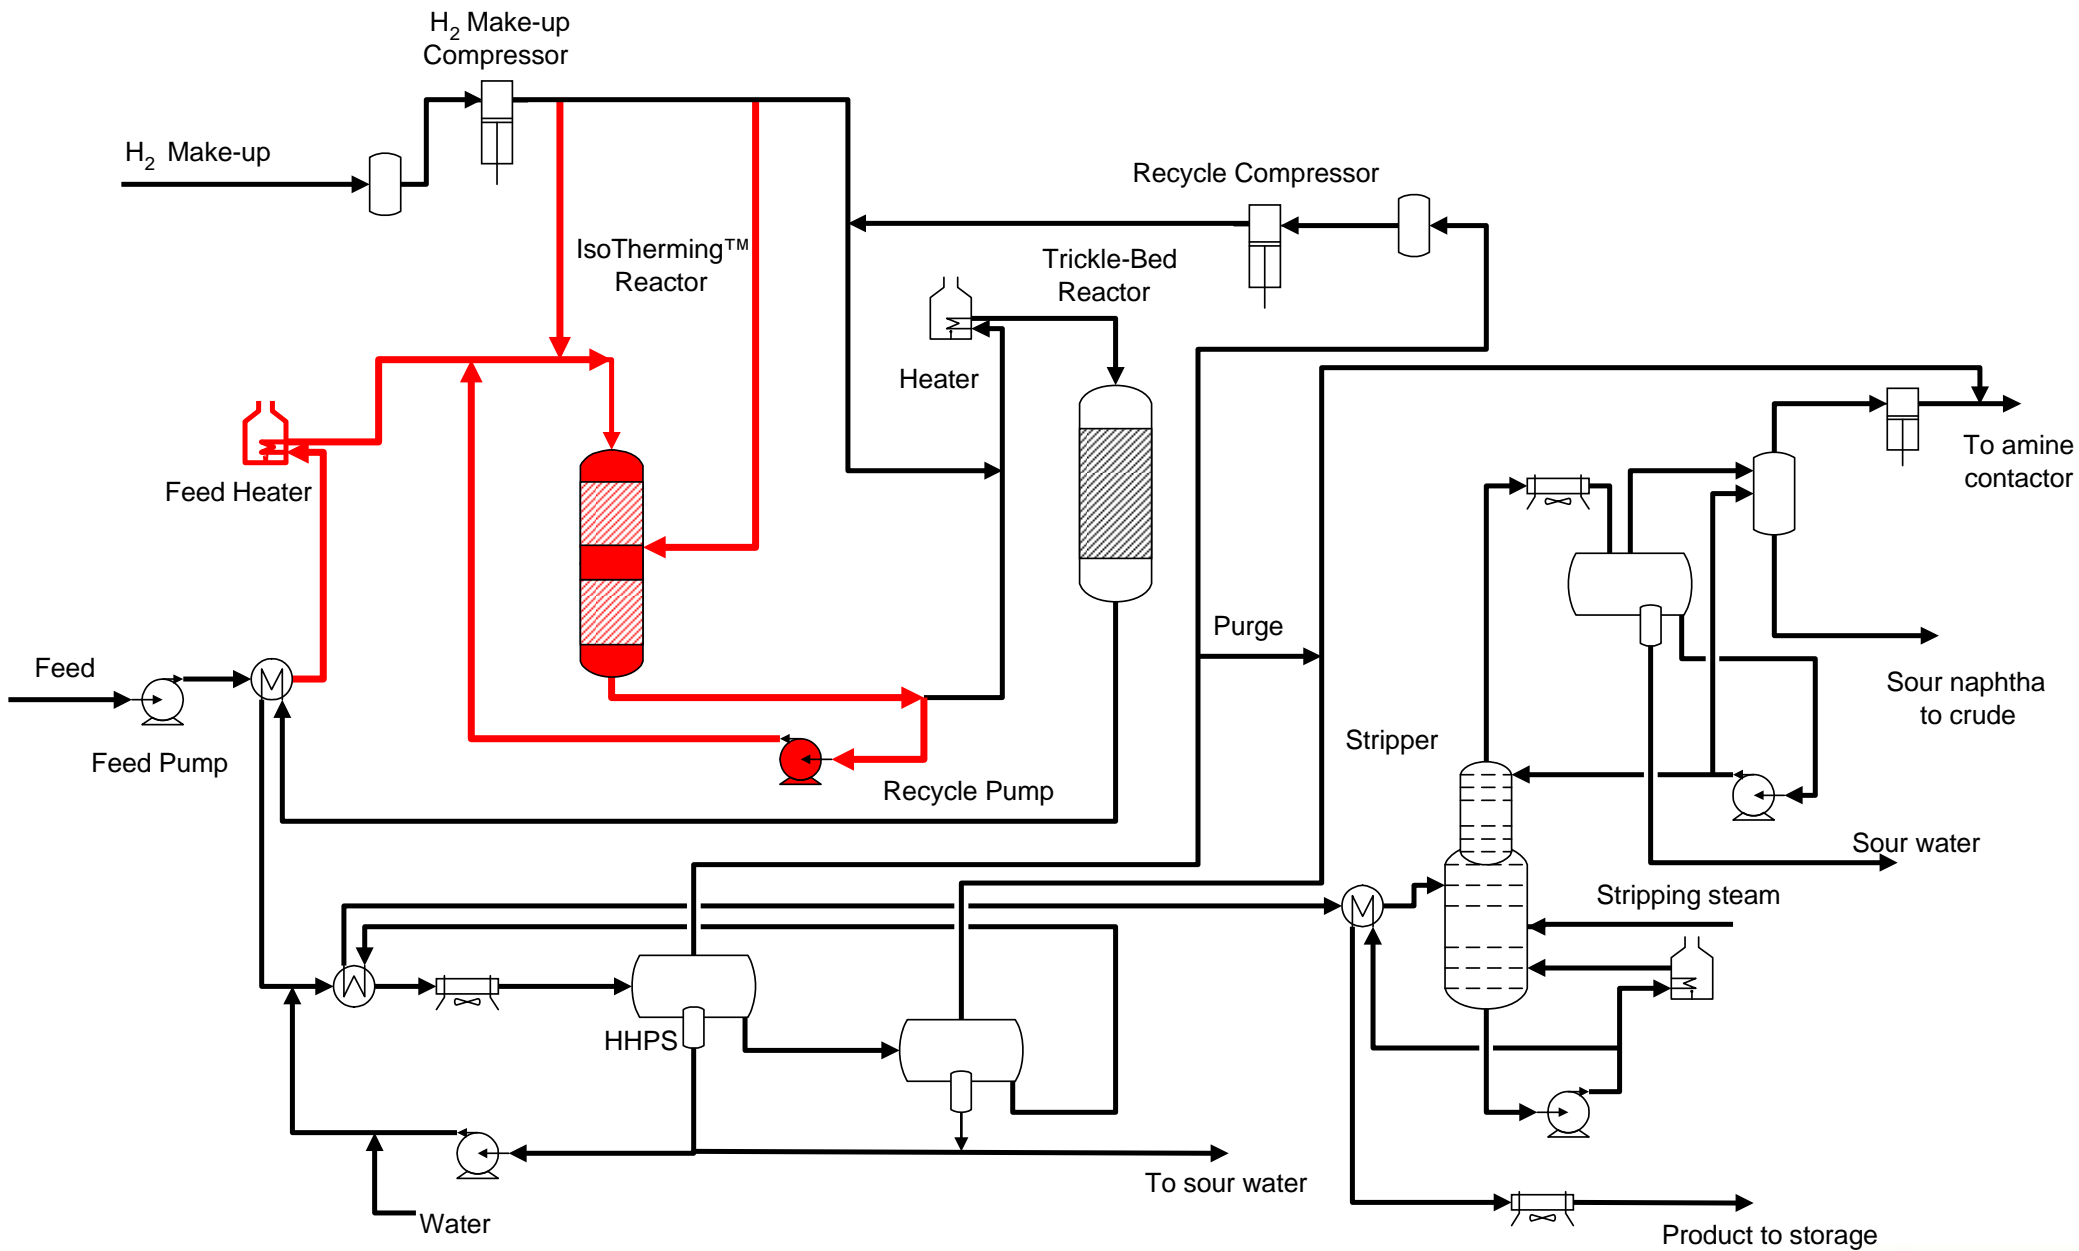 H2 Make-up
Compressor
H2 Make-up
Recycle Compressor
IsoTherming™
Reactor
Trickle-Bed
Reactor
Heater
To amine
contactor
Feed Heater
Purge
Feed
Sour naphtha
to crude
Stripper
Feed Pump
Recycle Pump
Sour water
Stripping steam
HHPS
To sour water
Water
Product to storage